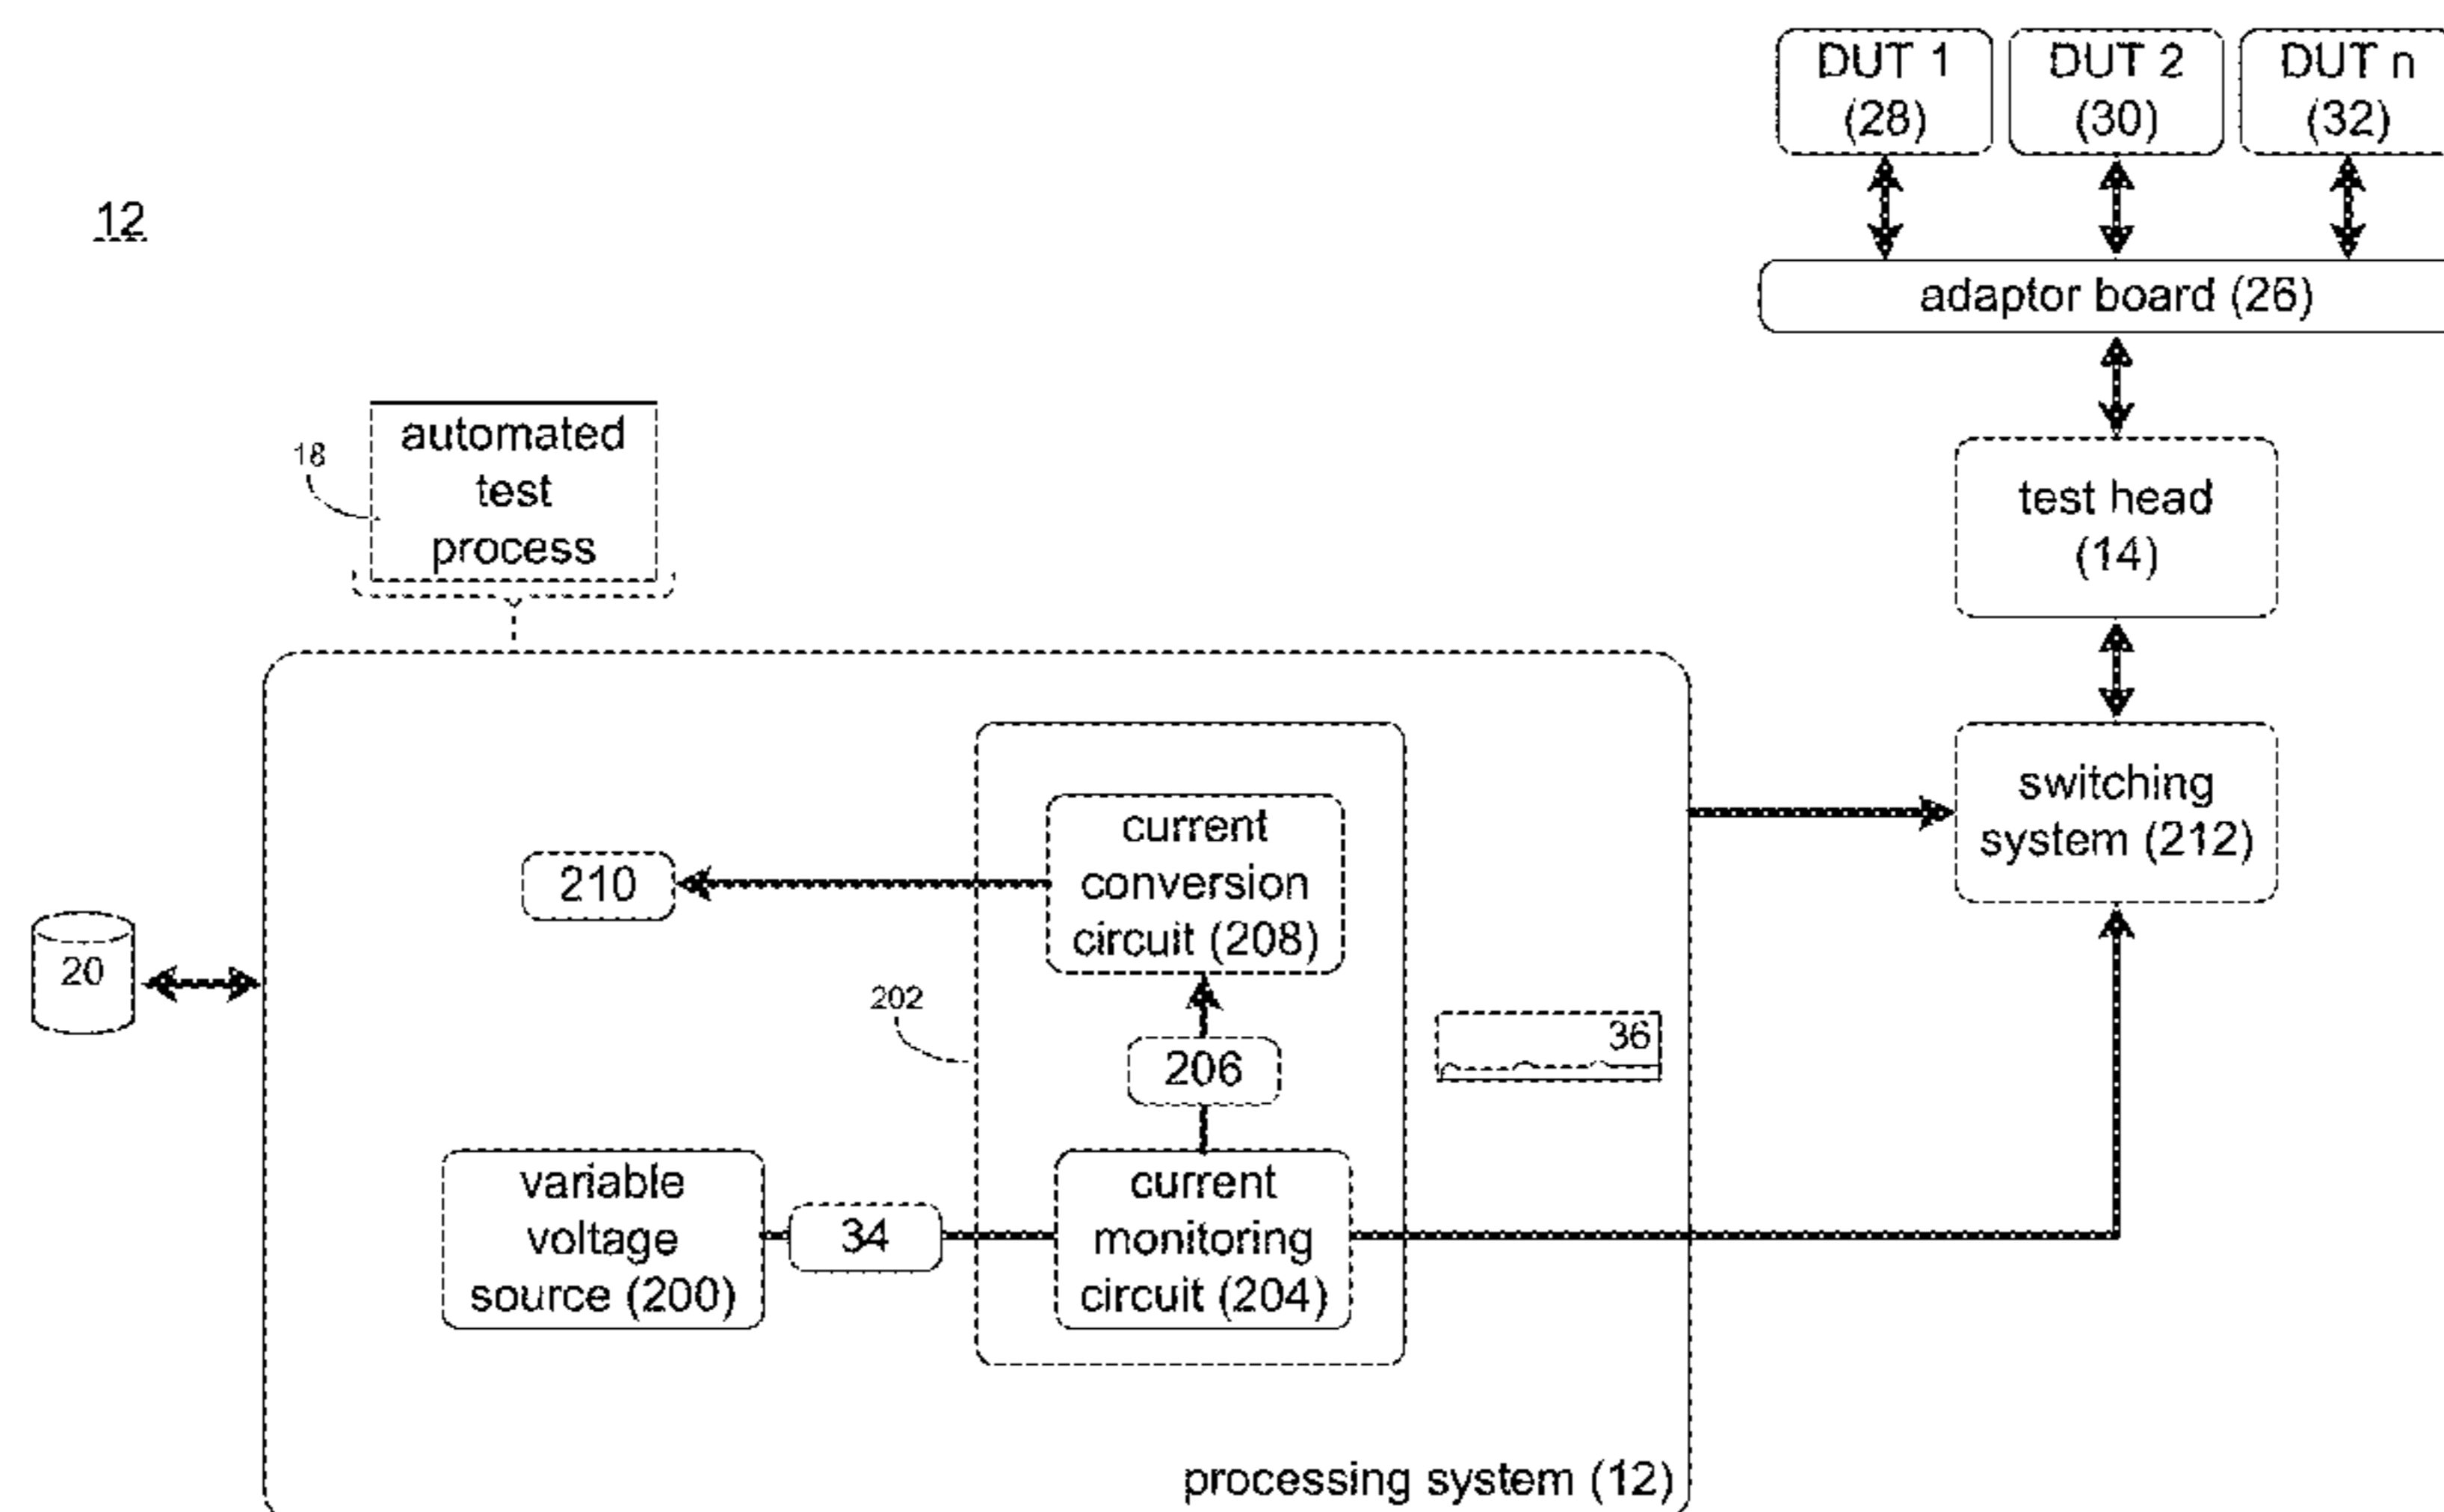 DUT 1
(28)
DUT 2
(30)
DUT n
(32)
12
adaptor board (26)
18
automated
test
process
test head
(14)
switching
system (212)
current
conversion
circuit (208)
210
20
202
206
36
variable
voltage
source (200)
34
current
monitoring
circuit (204)
processing system (12)